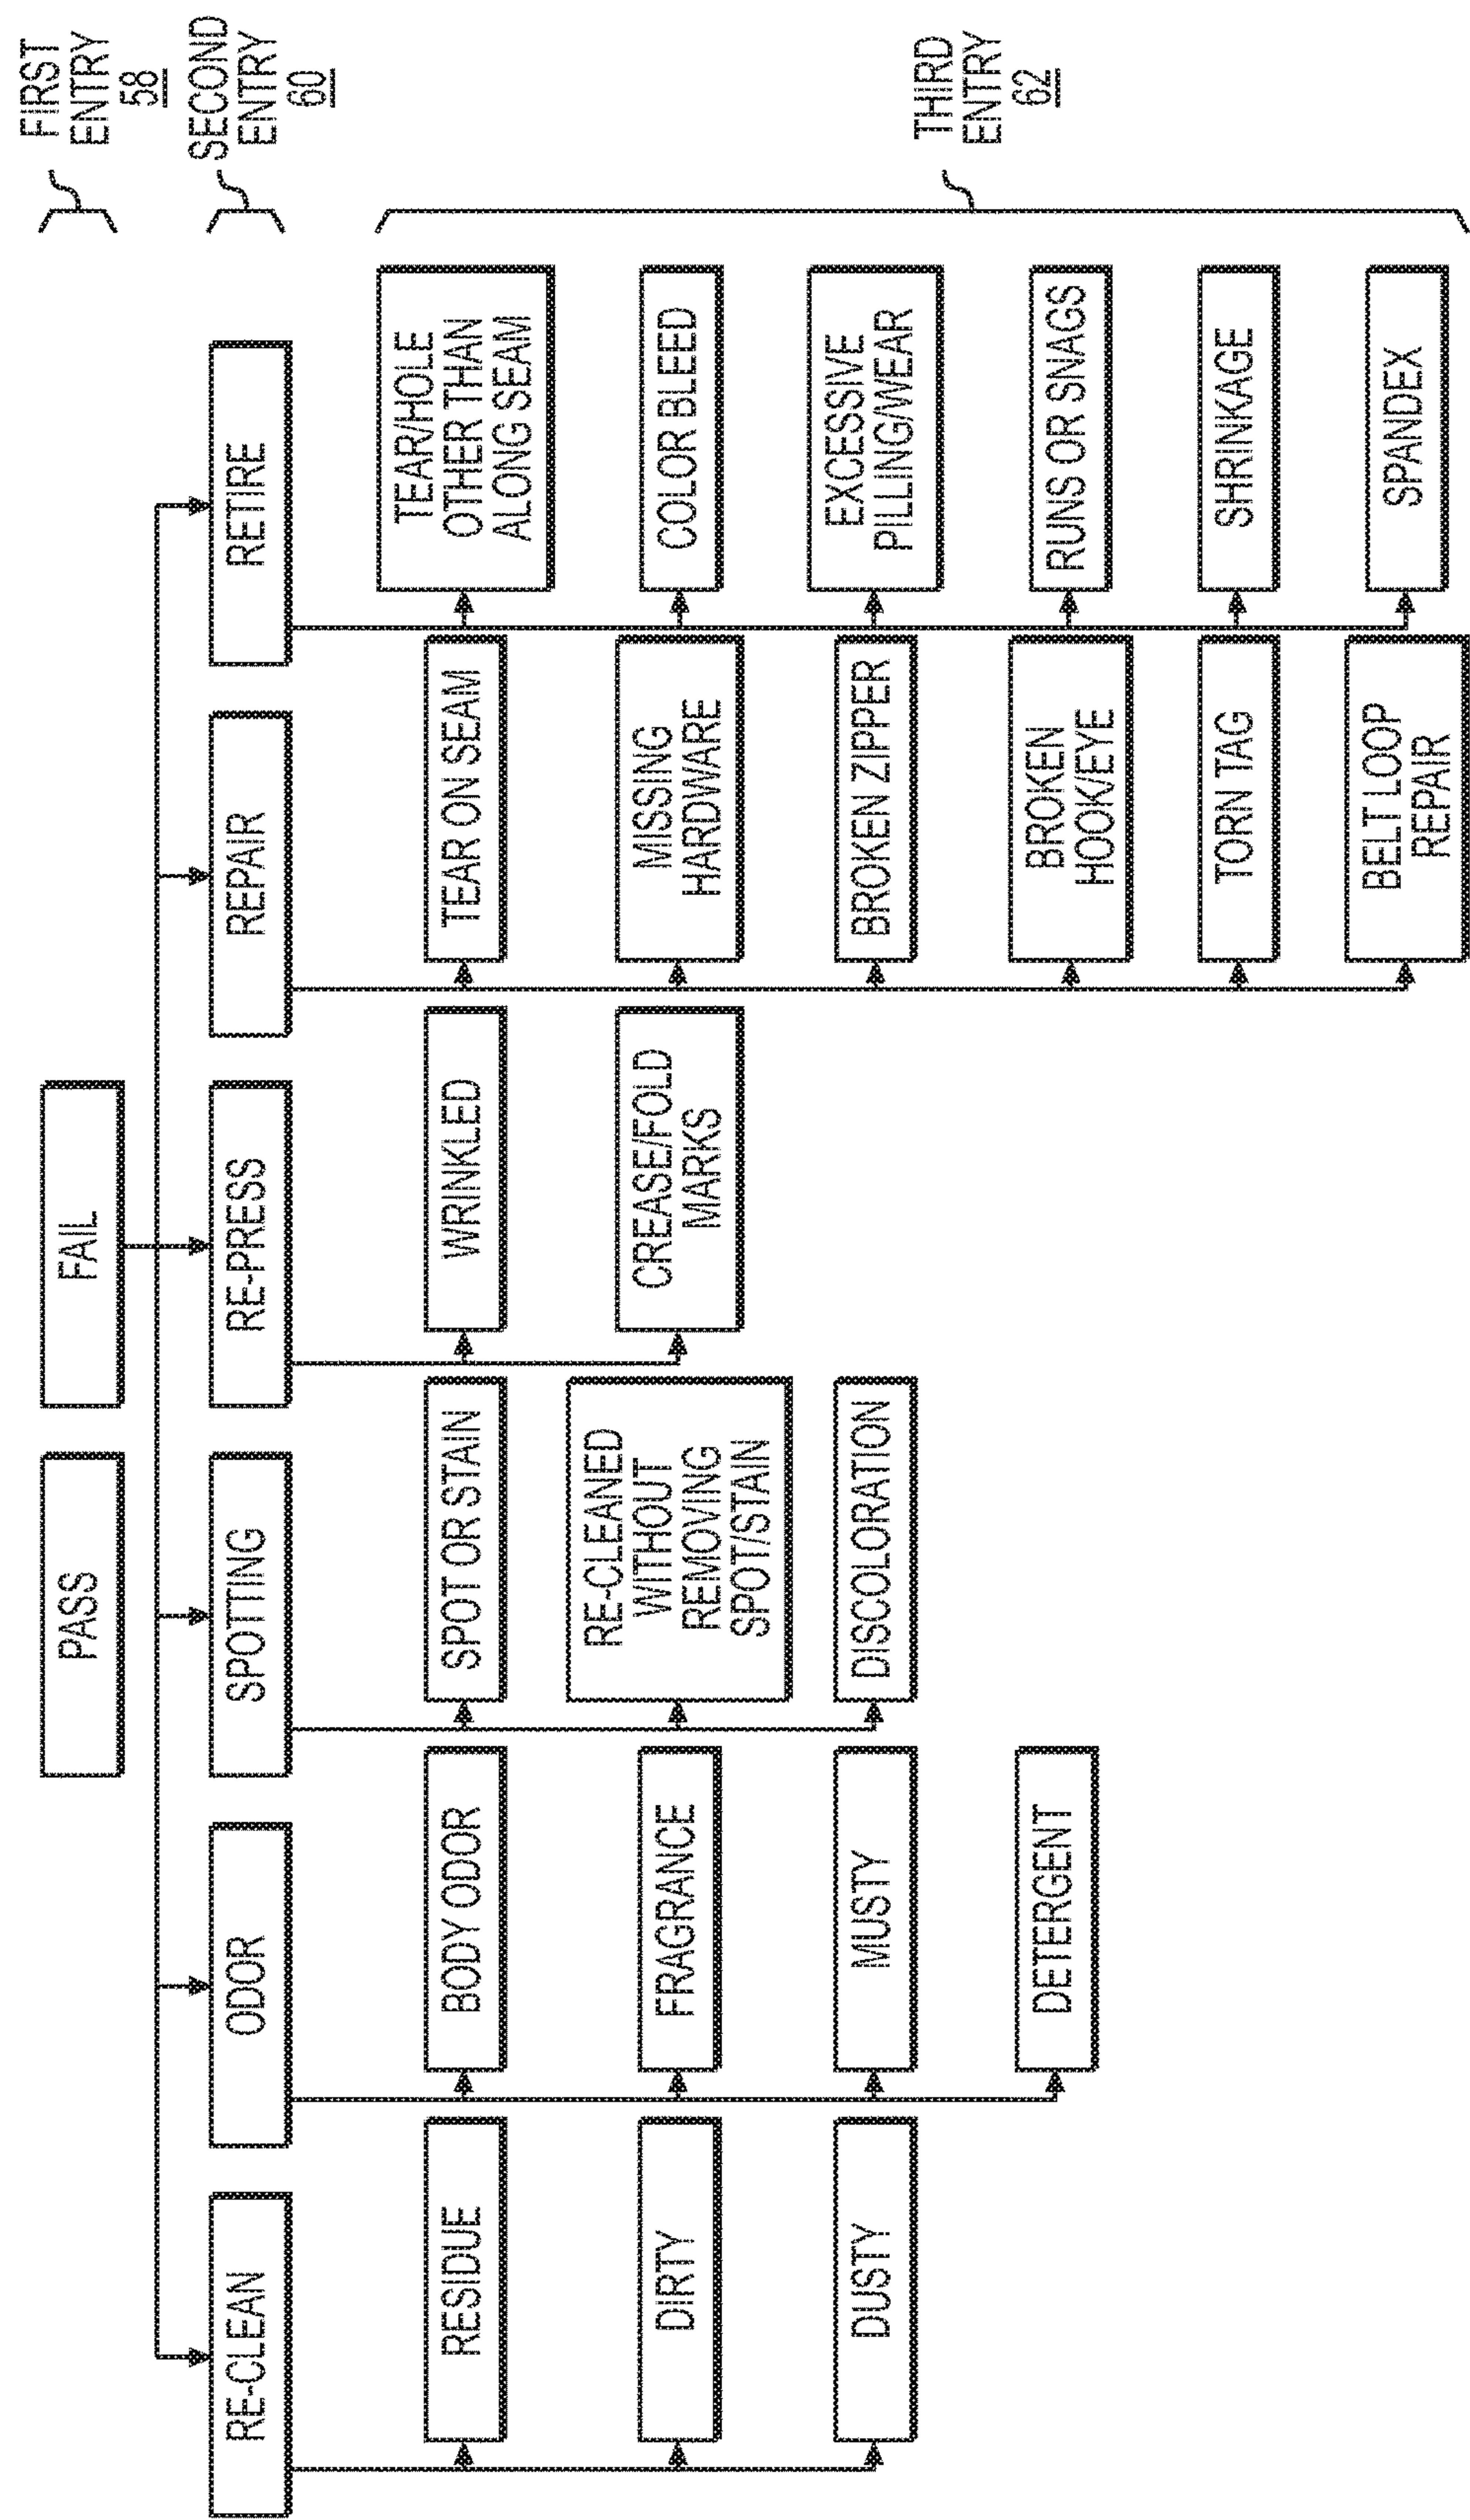 PASS
FAIL
FIRST
ENTRY
58
RE-CLEAN
ODOR
SPOTTING
RE-PRESS
REPAIR
RETIRE
SECOND
ENTRY
60
RESIDUE
DIRTY
DUSTY
BODY ODOR
FRAGRANCE
MUSTY
DETERGENT
SPOT OR STAIN
RE-CLEANED
WITHOUT
REMOVING
SPOT/STAIN
DISCOLORATION
WRINKLED
CREASE/FOLD
MARKS
TEAR ON SEAM
MISSING
HARDWARE
BROKEN ZIPPER
BROKEN
HOOK/EYE
TORN TAG
BELT LOOP
REPAIR
TEAR/HOLE
OTHER THAN
ALONG SEAM
COLOR BLEED
EXCESSIVE
PILLING/WEAR
RUNS OR SNAGS
SHRINKAGE
SPANDEX
THIRD
ENTRY
62